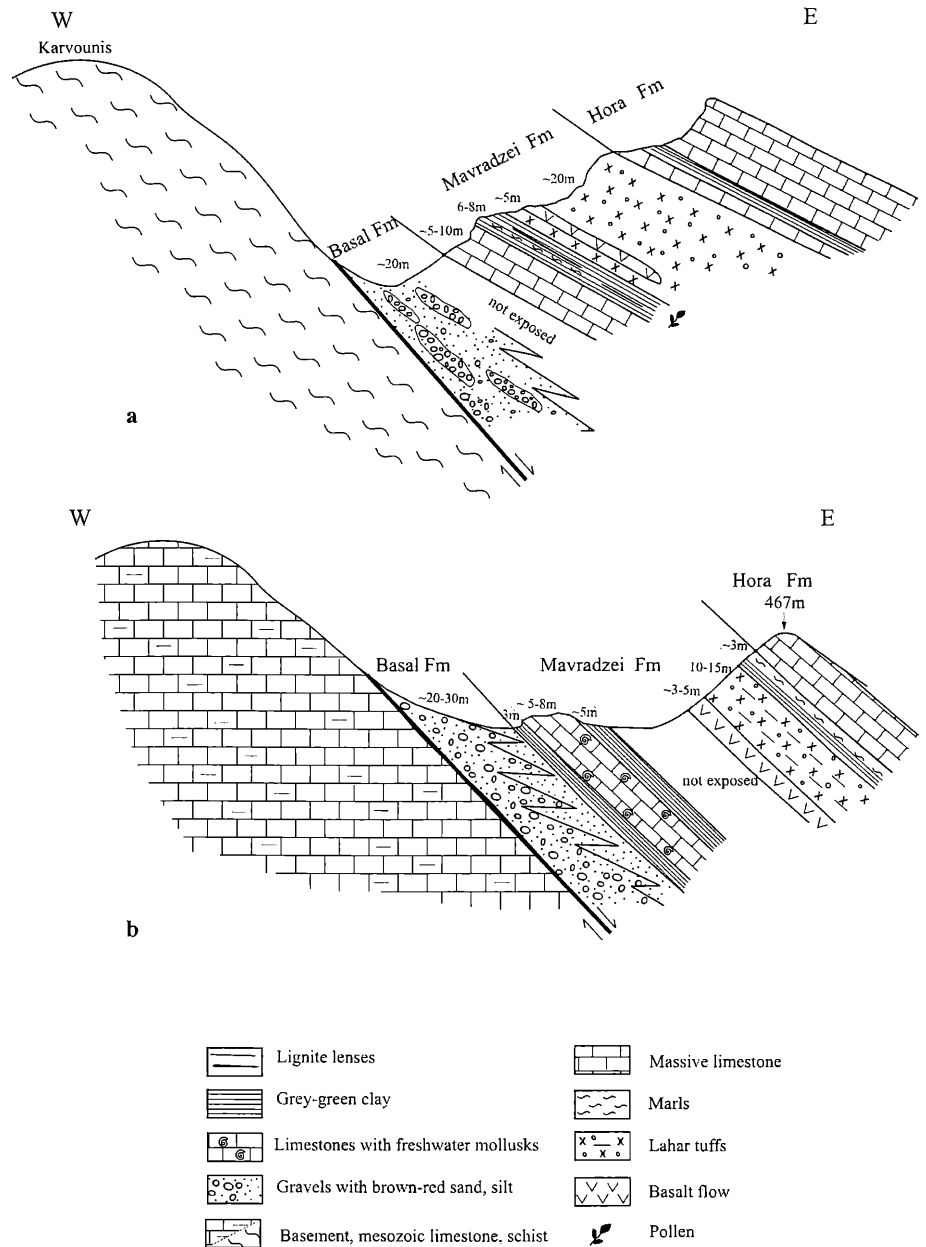 W
E
Karvounis
Hora Fm
Mavradzei Fm
~20m
~5m
6-8m
~5-10m
Basal Fm
~20m
not exposed
a
W
E
Hora Fm
467m
~3m
Basal Fm
Mavradzei Fm
10-15m
~20-30m
~3-5m
~5-8m
3m
~5m
not exposed
b
Lignite lenses
Massive limestone
Grey-green clay
Marls
Limestones with freshwater mollusks
Lahar tuffs
Gravels with brown-red sand, silt
Basalt flow
Basement, mesozoic limestone, schist
Pollen